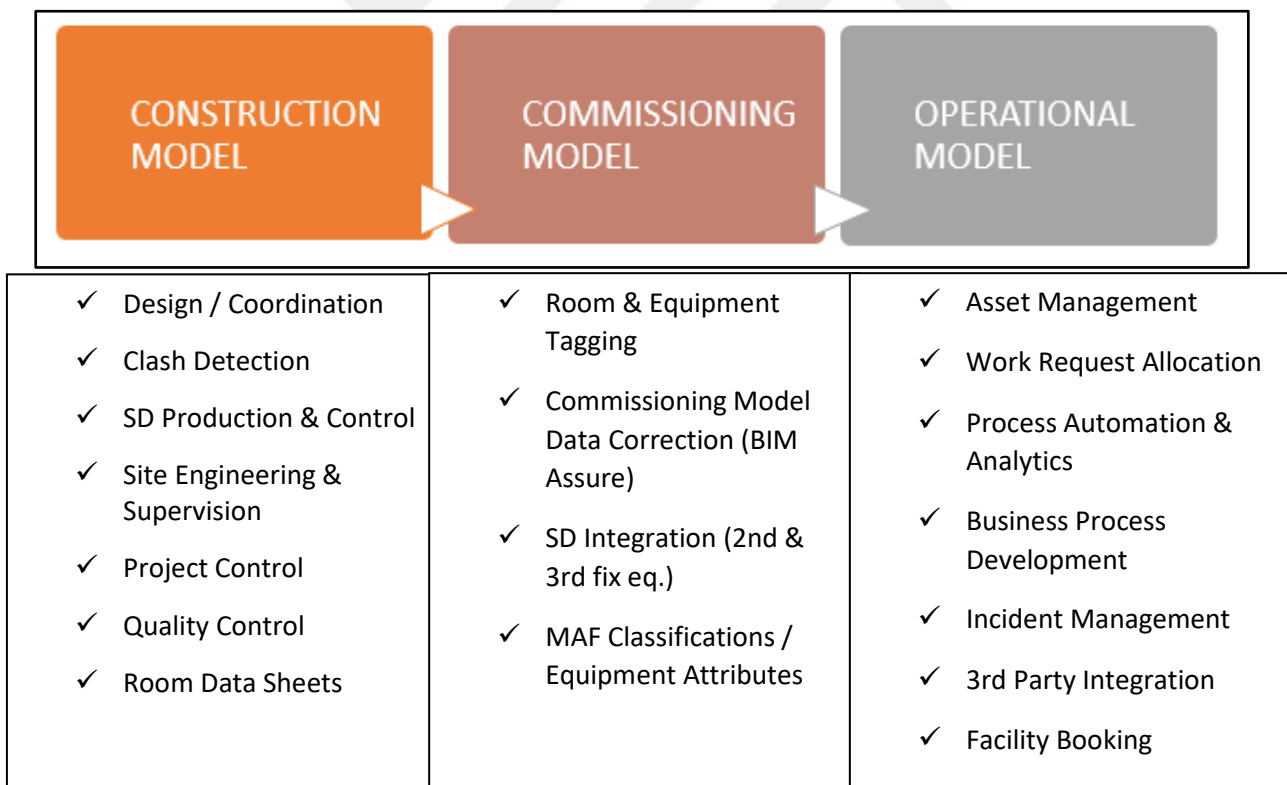 CONSTRUCTION
MODEL
COMMISSIONING
MODEL
OPERATIONAL
MODEL
✓ Design / Coordination
✓ Clash Detection
✓ SD Production & Control
✓ Site Engineering &
Supervision
✓ Project Control
✓ Quality Control
✓ Room Data Sheets
✓ Room & Equipment
Tagging
✓ Commissioning Model
Data Correction (BIM
Assure)
✓ SD Integration (2nd &
3rd fix eq.)
✓ MAF Classifications /
Equipment Attributes
✓ Asset Management
✓ Work Request Allocation
✓ Process Automation &
Analytics
✓ Business Process
Development
✓ Incident Management
✓ 3rd Party Integration
✓ Facility Booking